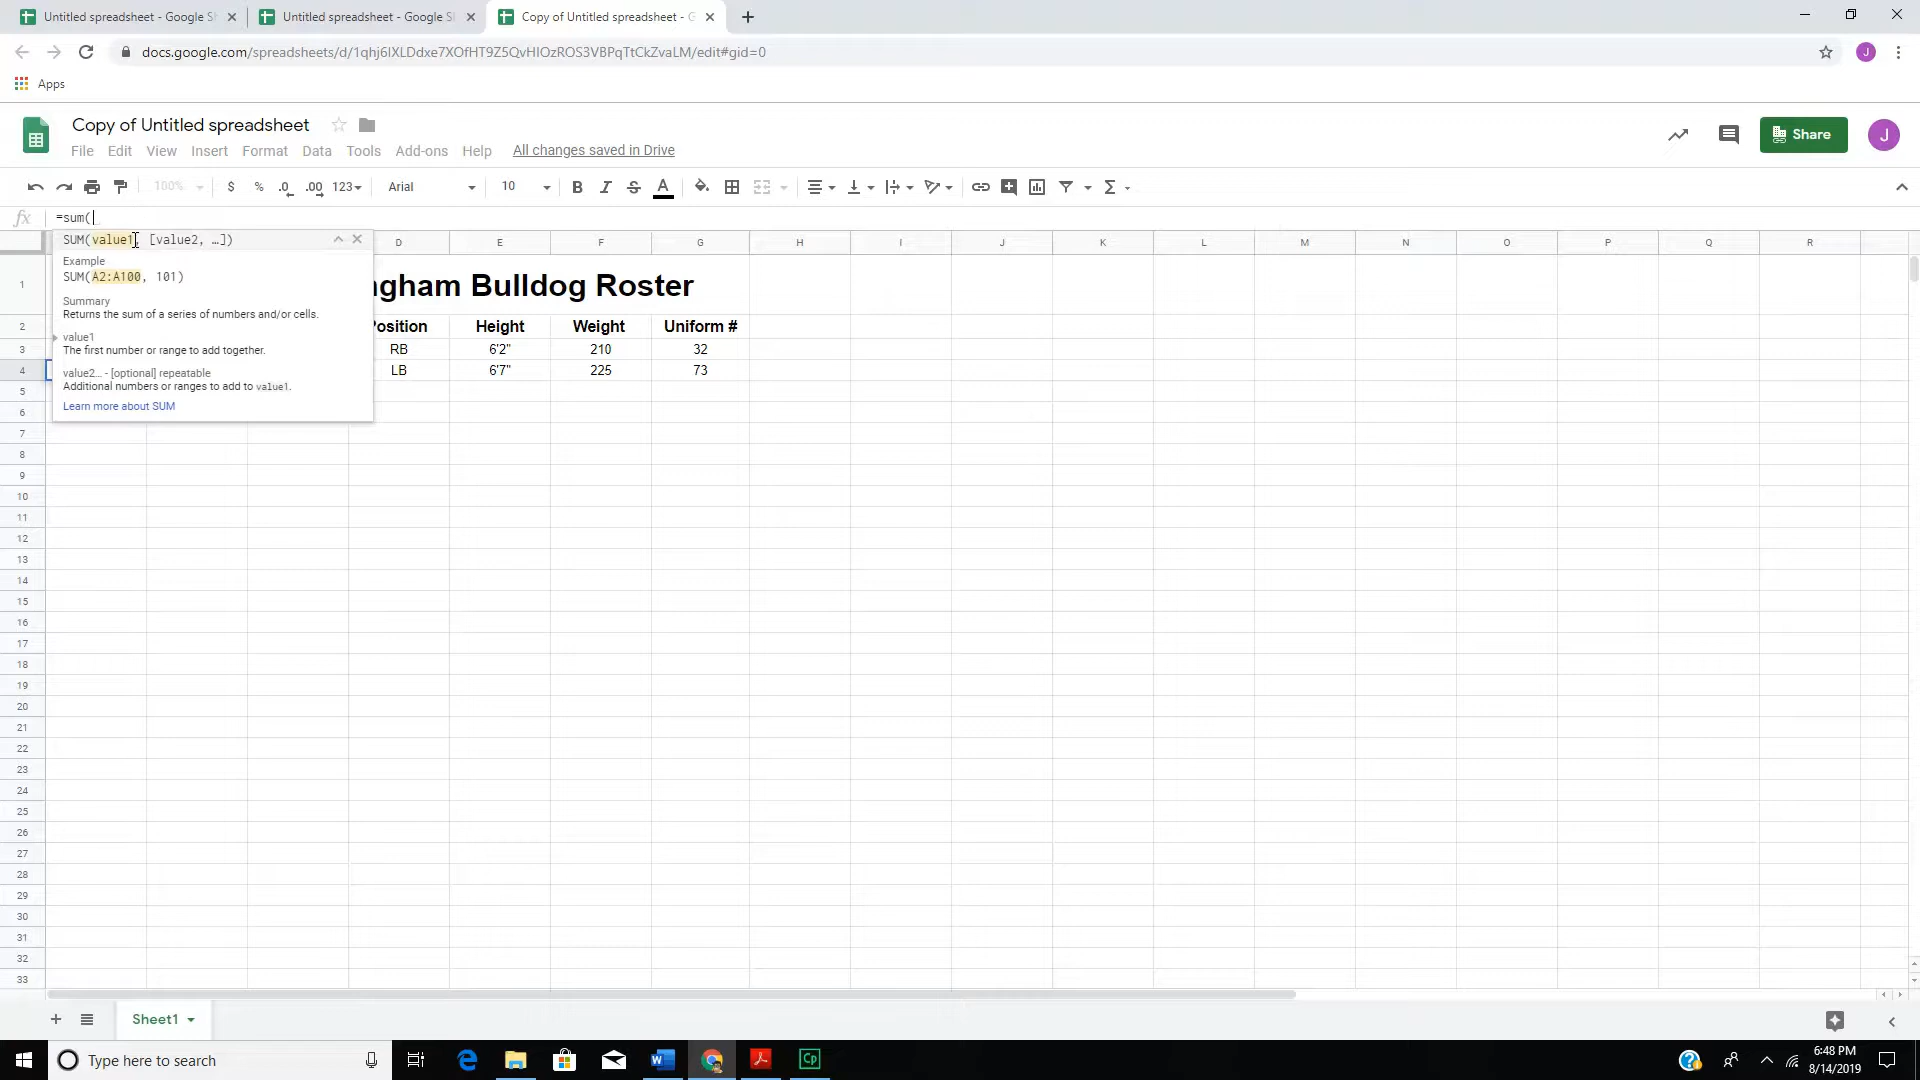 Untitled spreadsheet - Google S
Untitled spreadsheet - Google S
Copy of Untitled spreadsheet - G
docs.google.com/spreadsheets/d/1qhj6IXLDdxe7XOfHT9Z5QvHIOzROS3VBPqTtCkZvaLM/edit#gid=0
J
Apps
Copy of Untitled spreadsheet
Share
J
File Edit View Insert Format Data Tools Add-ons Help All changes saved in Drive
100% $ % .0 .00 123 Arial 10 B I S A Σ
fx =sum(
SUM(value1, [value2, …])
Example
SUM(A2:A100, 101)
Summary
Returns the sum of a series of numbers and/or cells.
value1
The first number or range to add together.
value2… - [optional] repeatable
Additional numbers or ranges to add to value1.
Learn more about SUM
D E F G H I J K L M N O P Q R
1 ngham Bulldog Roster
2 Position Height Weight Uniform #
3 RB 6'2" 210 32
4 LB 6'7" 225 73
5
6
7
8
9
10
11
12
13
14
15
16
17
18
19
20
21
22
23
24
25
26
27
28
29
30
31
32
33
Sheet1
Type here to search
6:48 PM
8/14/2019